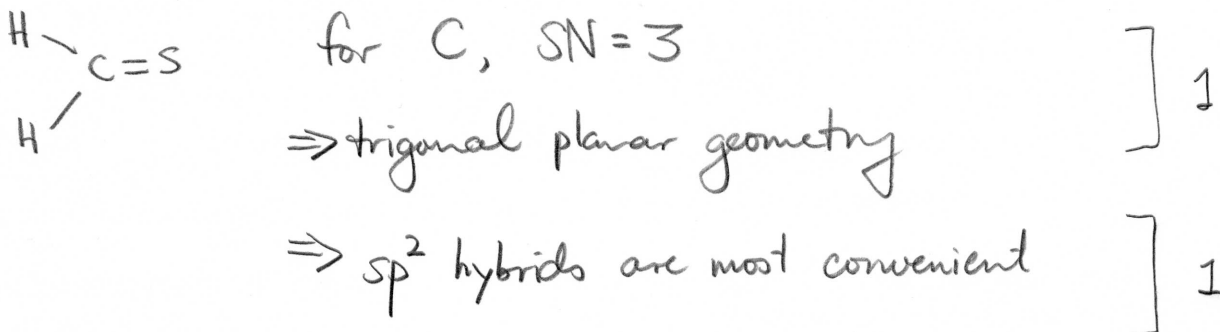 H
C=S
H
for C, SN=3
⇒ trigonal planar geometry
⇒ sp² hybrids are most convenient
1
1